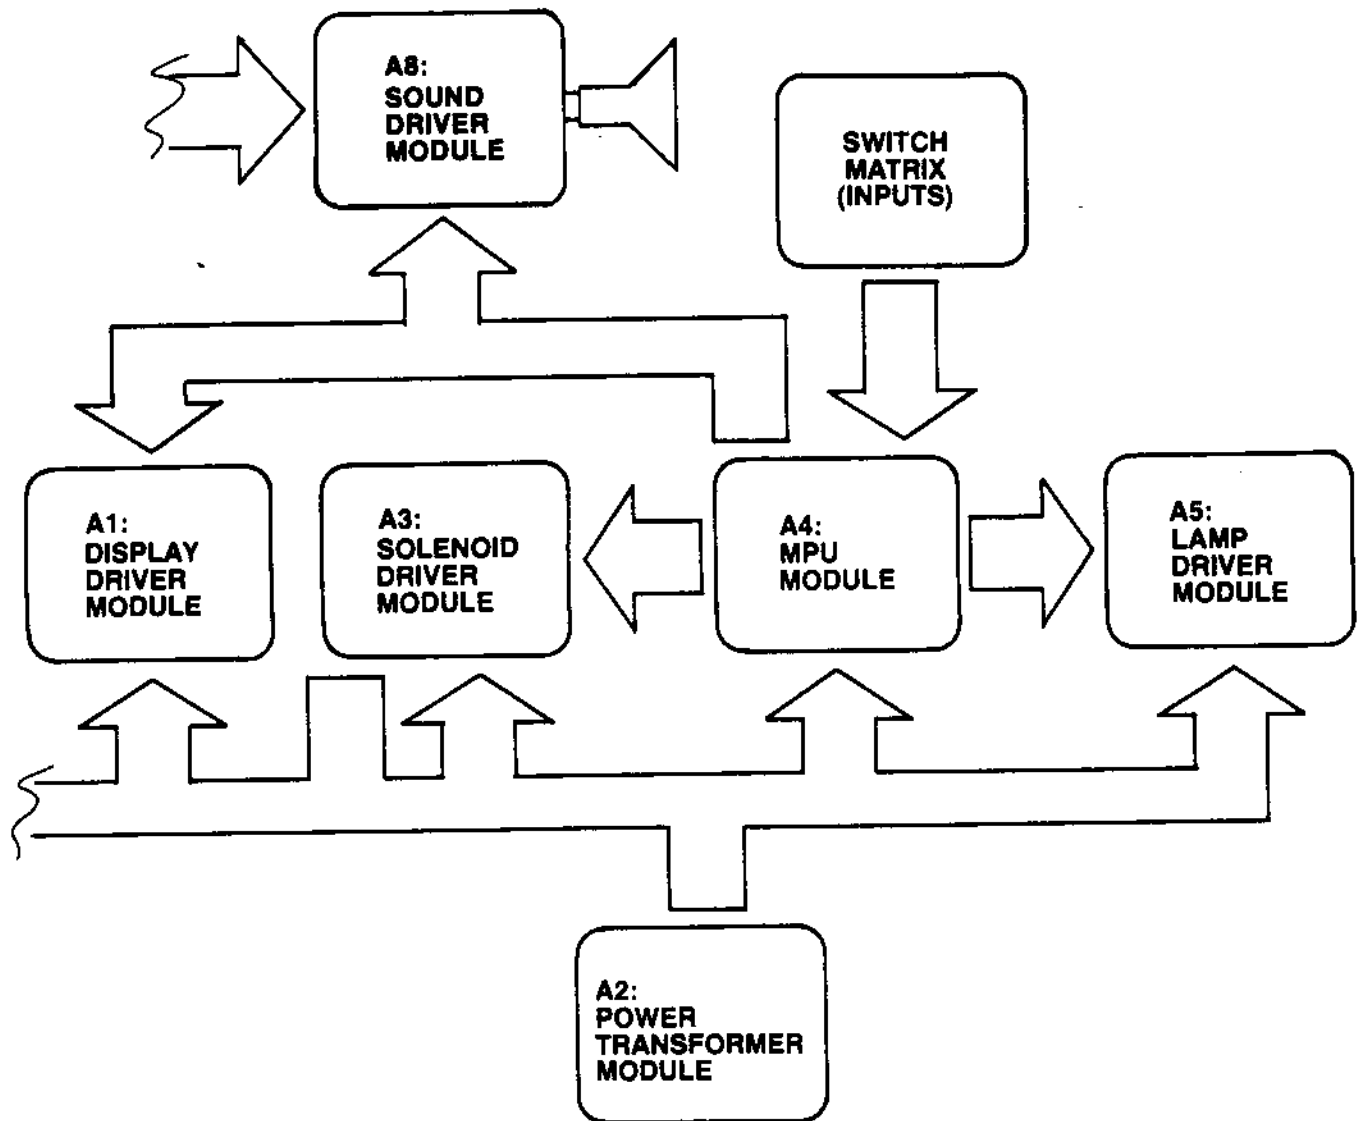 A8:
SOUND
DRIVER
MODULE
SWITCH
MATRIX
(INPUTS)
A1:
DISPLAY
DRIVER
MODULE
A3:
SOLENOID
DRIVER
MODULE
A4:
MPU
MODULE
A5:
LAMP
DRIVER
MODULE
A2:
POWER
TRANSFORMER
MODULE